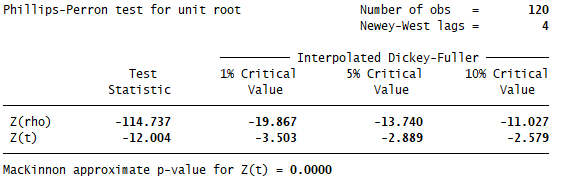 Phillips-Perron test for unit root Number of obs = 120
Newey-West lags = 4
Interpolated Dickey-Fuller
Test 1% Critical 5% Critical 10% Critical
Statistic Value Value Value
Z(rho) -114.737 -19.867 -13.740 -11.027
Z(t) -12.004 -3.503 -2.889 -2.579
MacKinnon approximate p-value for Z(t) = 0.0000